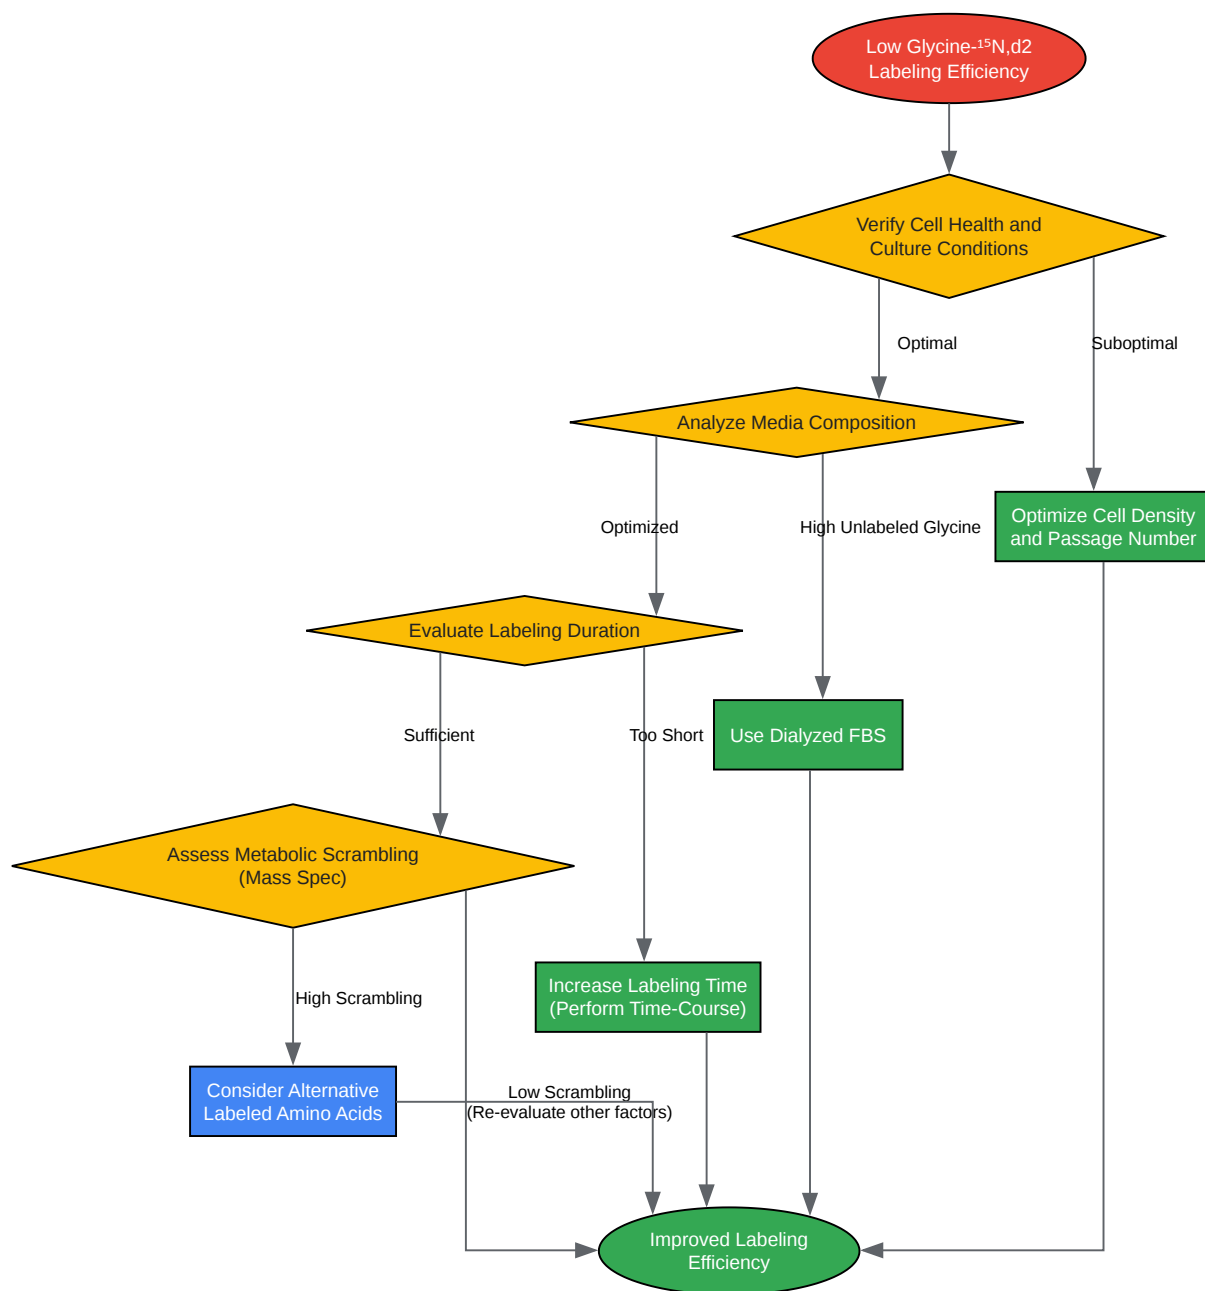 Low Glycine-¹⁵N,d2
Labeling Efficiency
Verify Cell Health and
Culture Conditions
Optimal
Suboptimal
Analyze Media Composition
Optimized
High Unlabeled Glycine
Optimize Cell Density
and Passage Number
Evaluate Labeling Duration
Sufficient
Too Short
Use Dialyzed FBS
Assess Metabolic Scrambling
(Mass Spec)
High Scrambling
Increase Labeling Time
(Perform Time-Course)
Consider Alternative
Labeled Amino Acids
Low Scrambling
(Re-evaluate other factors)
Improved Labeling
Efficiency